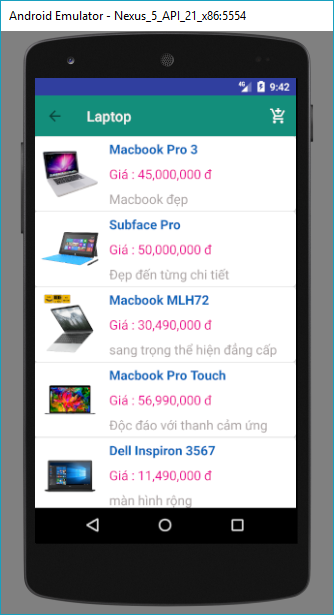 Android Emulator - Nexus_5_API_21_x86:5554
4G 9:42
Laptop
Macbook Pro 3
Giá : 45,000,000 đ
Macbook đẹp
Subface Pro
Giá : 50,000,000 đ
Đẹp đến từng chi tiết
Macbook MLH72
Giá : 30,490,000 đ
sang trọng thể hiện đẳng cấp
Macbook Pro Touch
Giá : 56,990,000 đ
Độc đáo với thanh cảm ứng
Dell Inspiron 3567
Giá : 11,490,000 đ
màn hình rộng